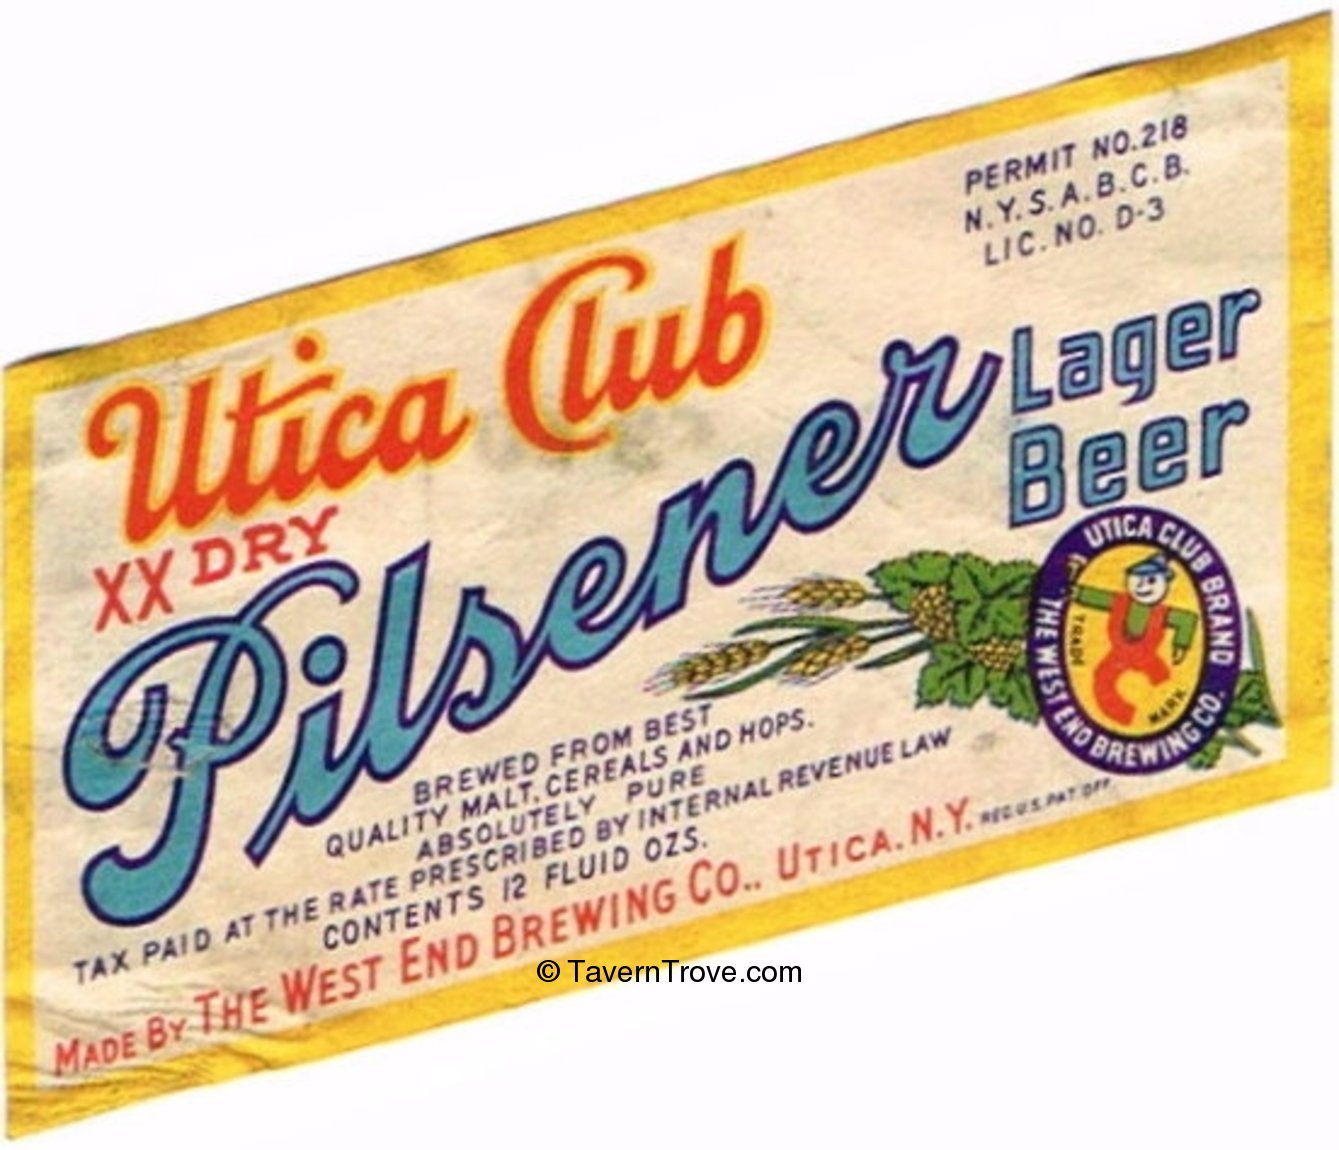 PERMIT NO. 218
N.Y.S.A.B.C.B.
LIC. NO. D-3
Utica Club
XX DRY
Pilsener
Lager
Beer
UTICA CLUB BRAND
THE WEST END BREWING CO.
TRADE
MARK
BREWED FROM BEST
QUALITY MALT, CEREALS AND HOPS.
ABSOLUTELY PURE
TAX PAID AT THE RATE PRESCRIBED BY INTERNAL REVENUE LAW
CONTENTS 12 FLUID OZS.
MADE BY THE WEST END BREWING CO., UTICA, N.Y. REG. U.S. PAT. OFF.
© TavernTrove.com